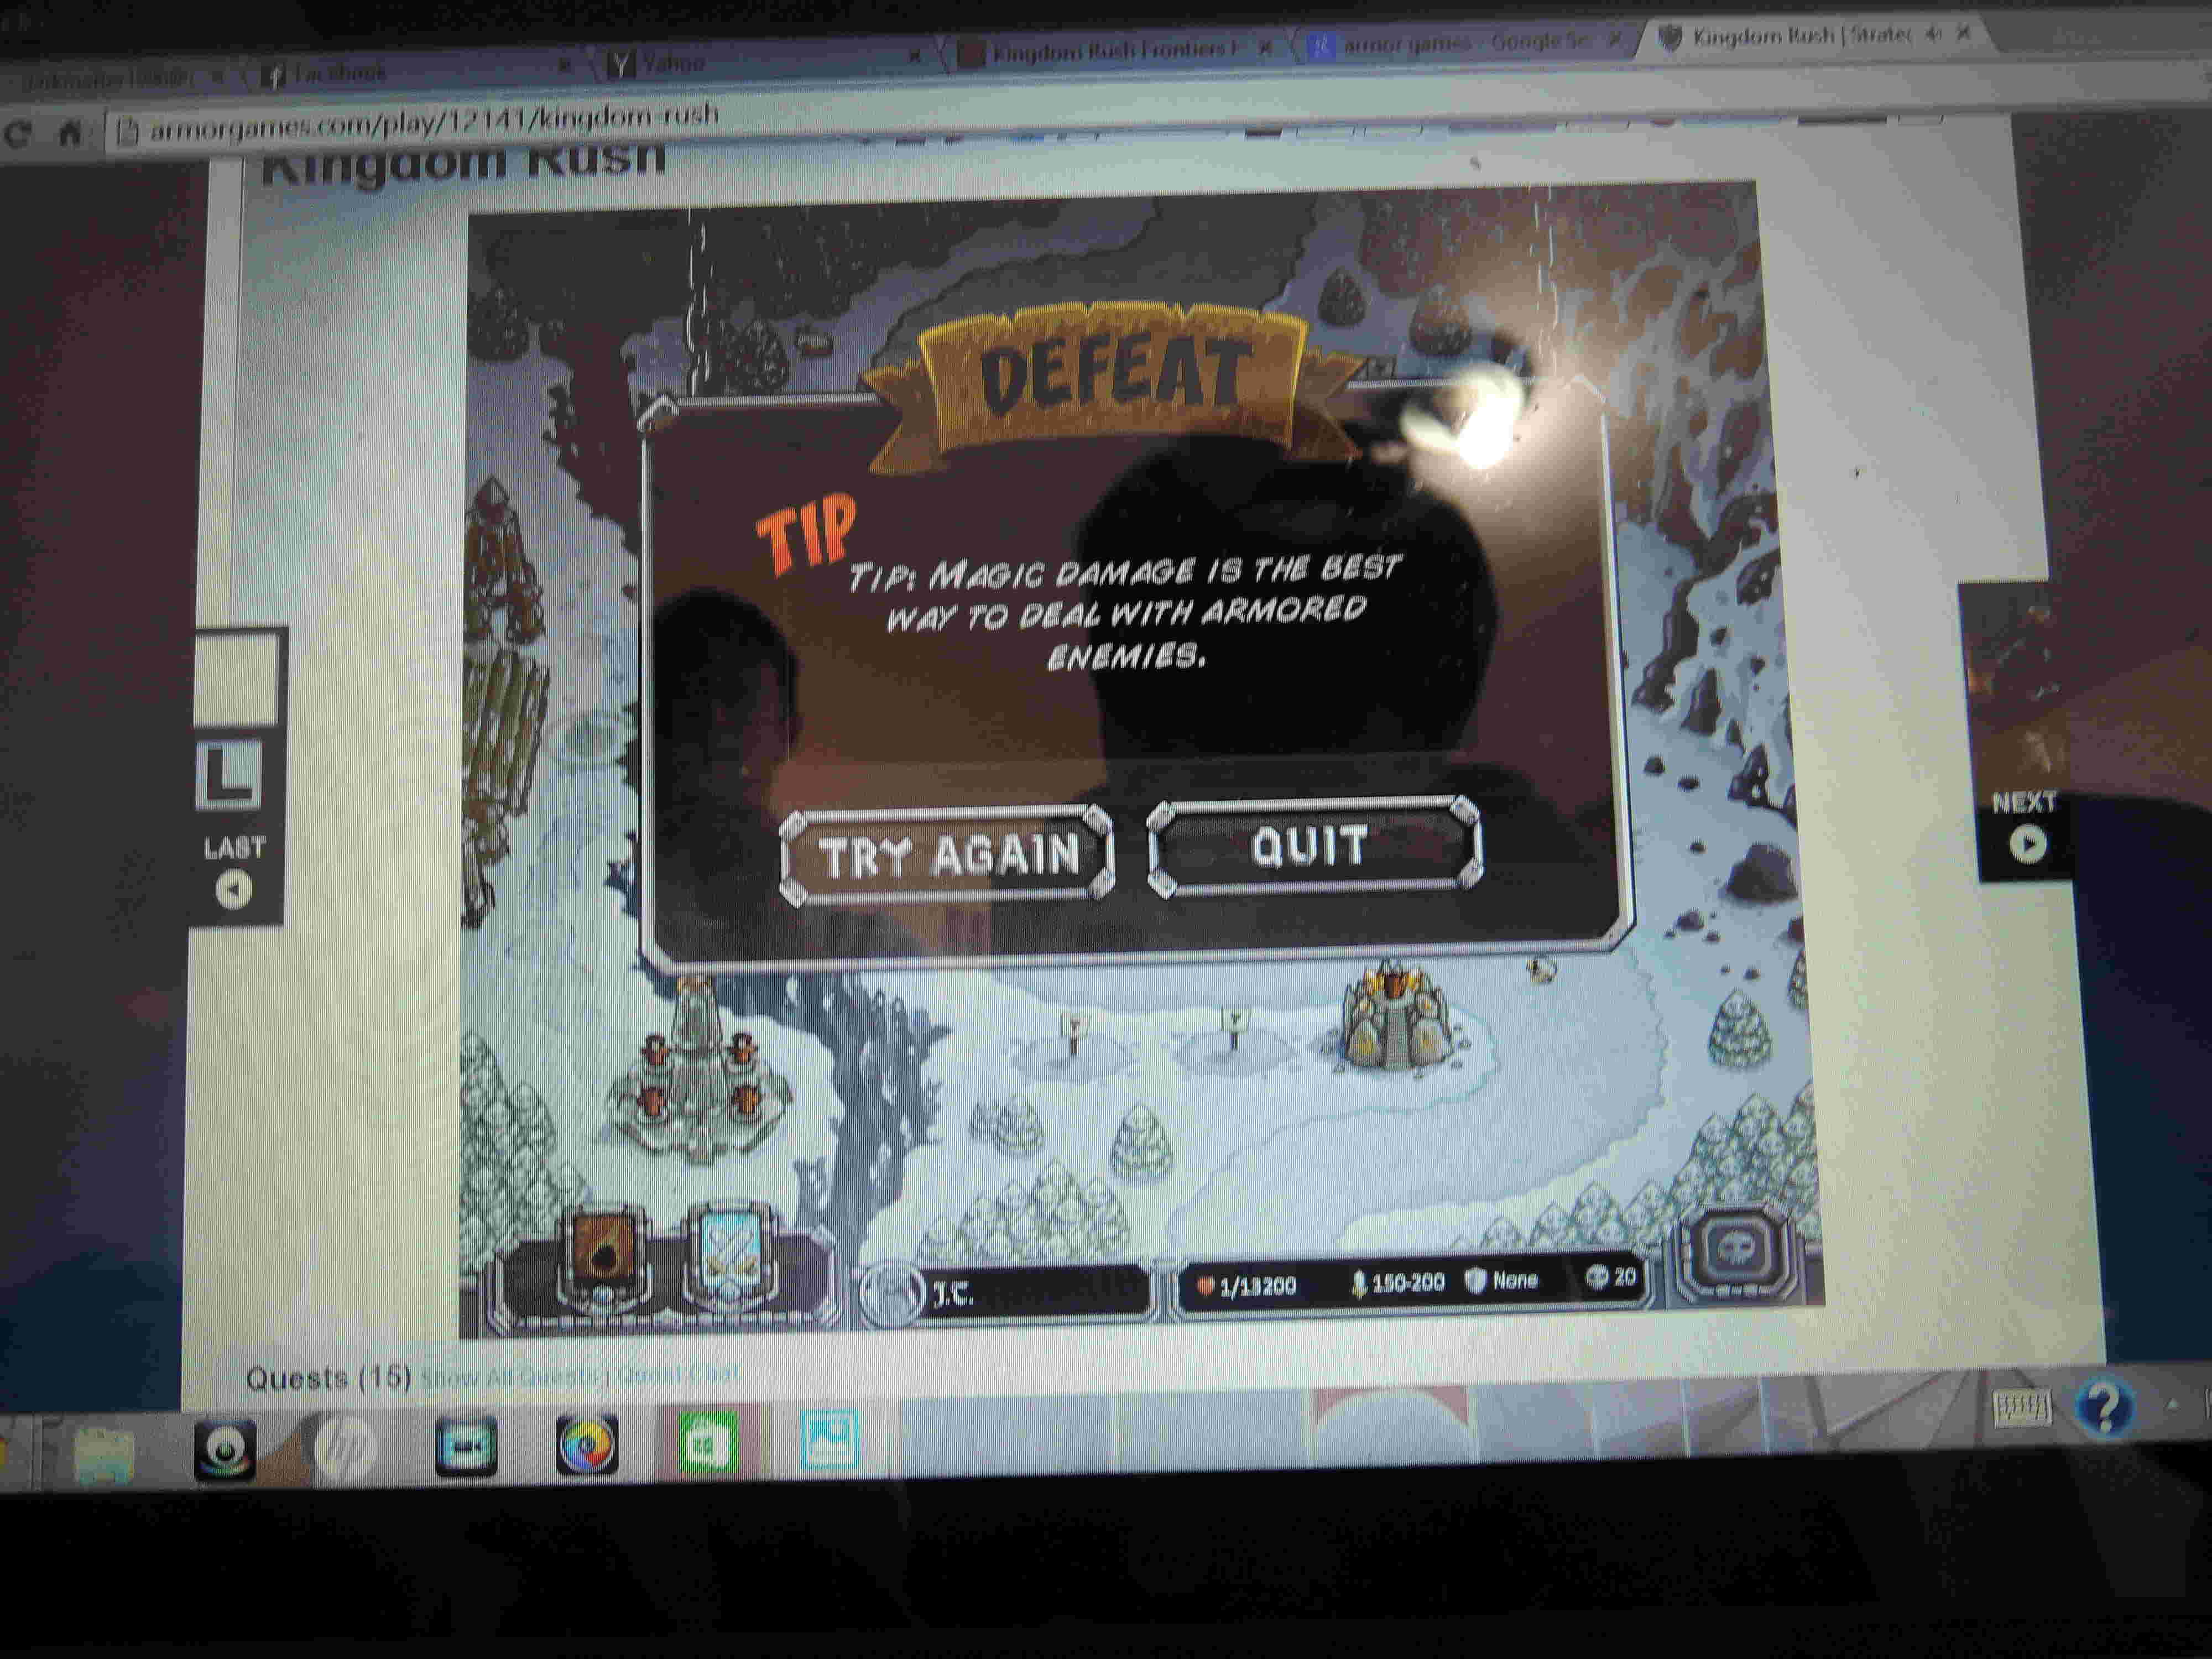 Facebook
Yahoo
Kingdom Rush Frontiers
armor games - Google Se
Kingdom Rush | Strateg
armorgames.com/play/12141/kingdom-rush
Kingdom Rush
DEFEAT
TIP
TIP: MAGIC DAMAGE IS THE BEST
WAY TO DEAL WITH ARMORED
ENEMIES.
TRY AGAIN
QUIT
L
LAST
NEXT
J.C.
1/13200
150-200
None
20
Quests (15) Show All Quests | Quest Chat
hp
?